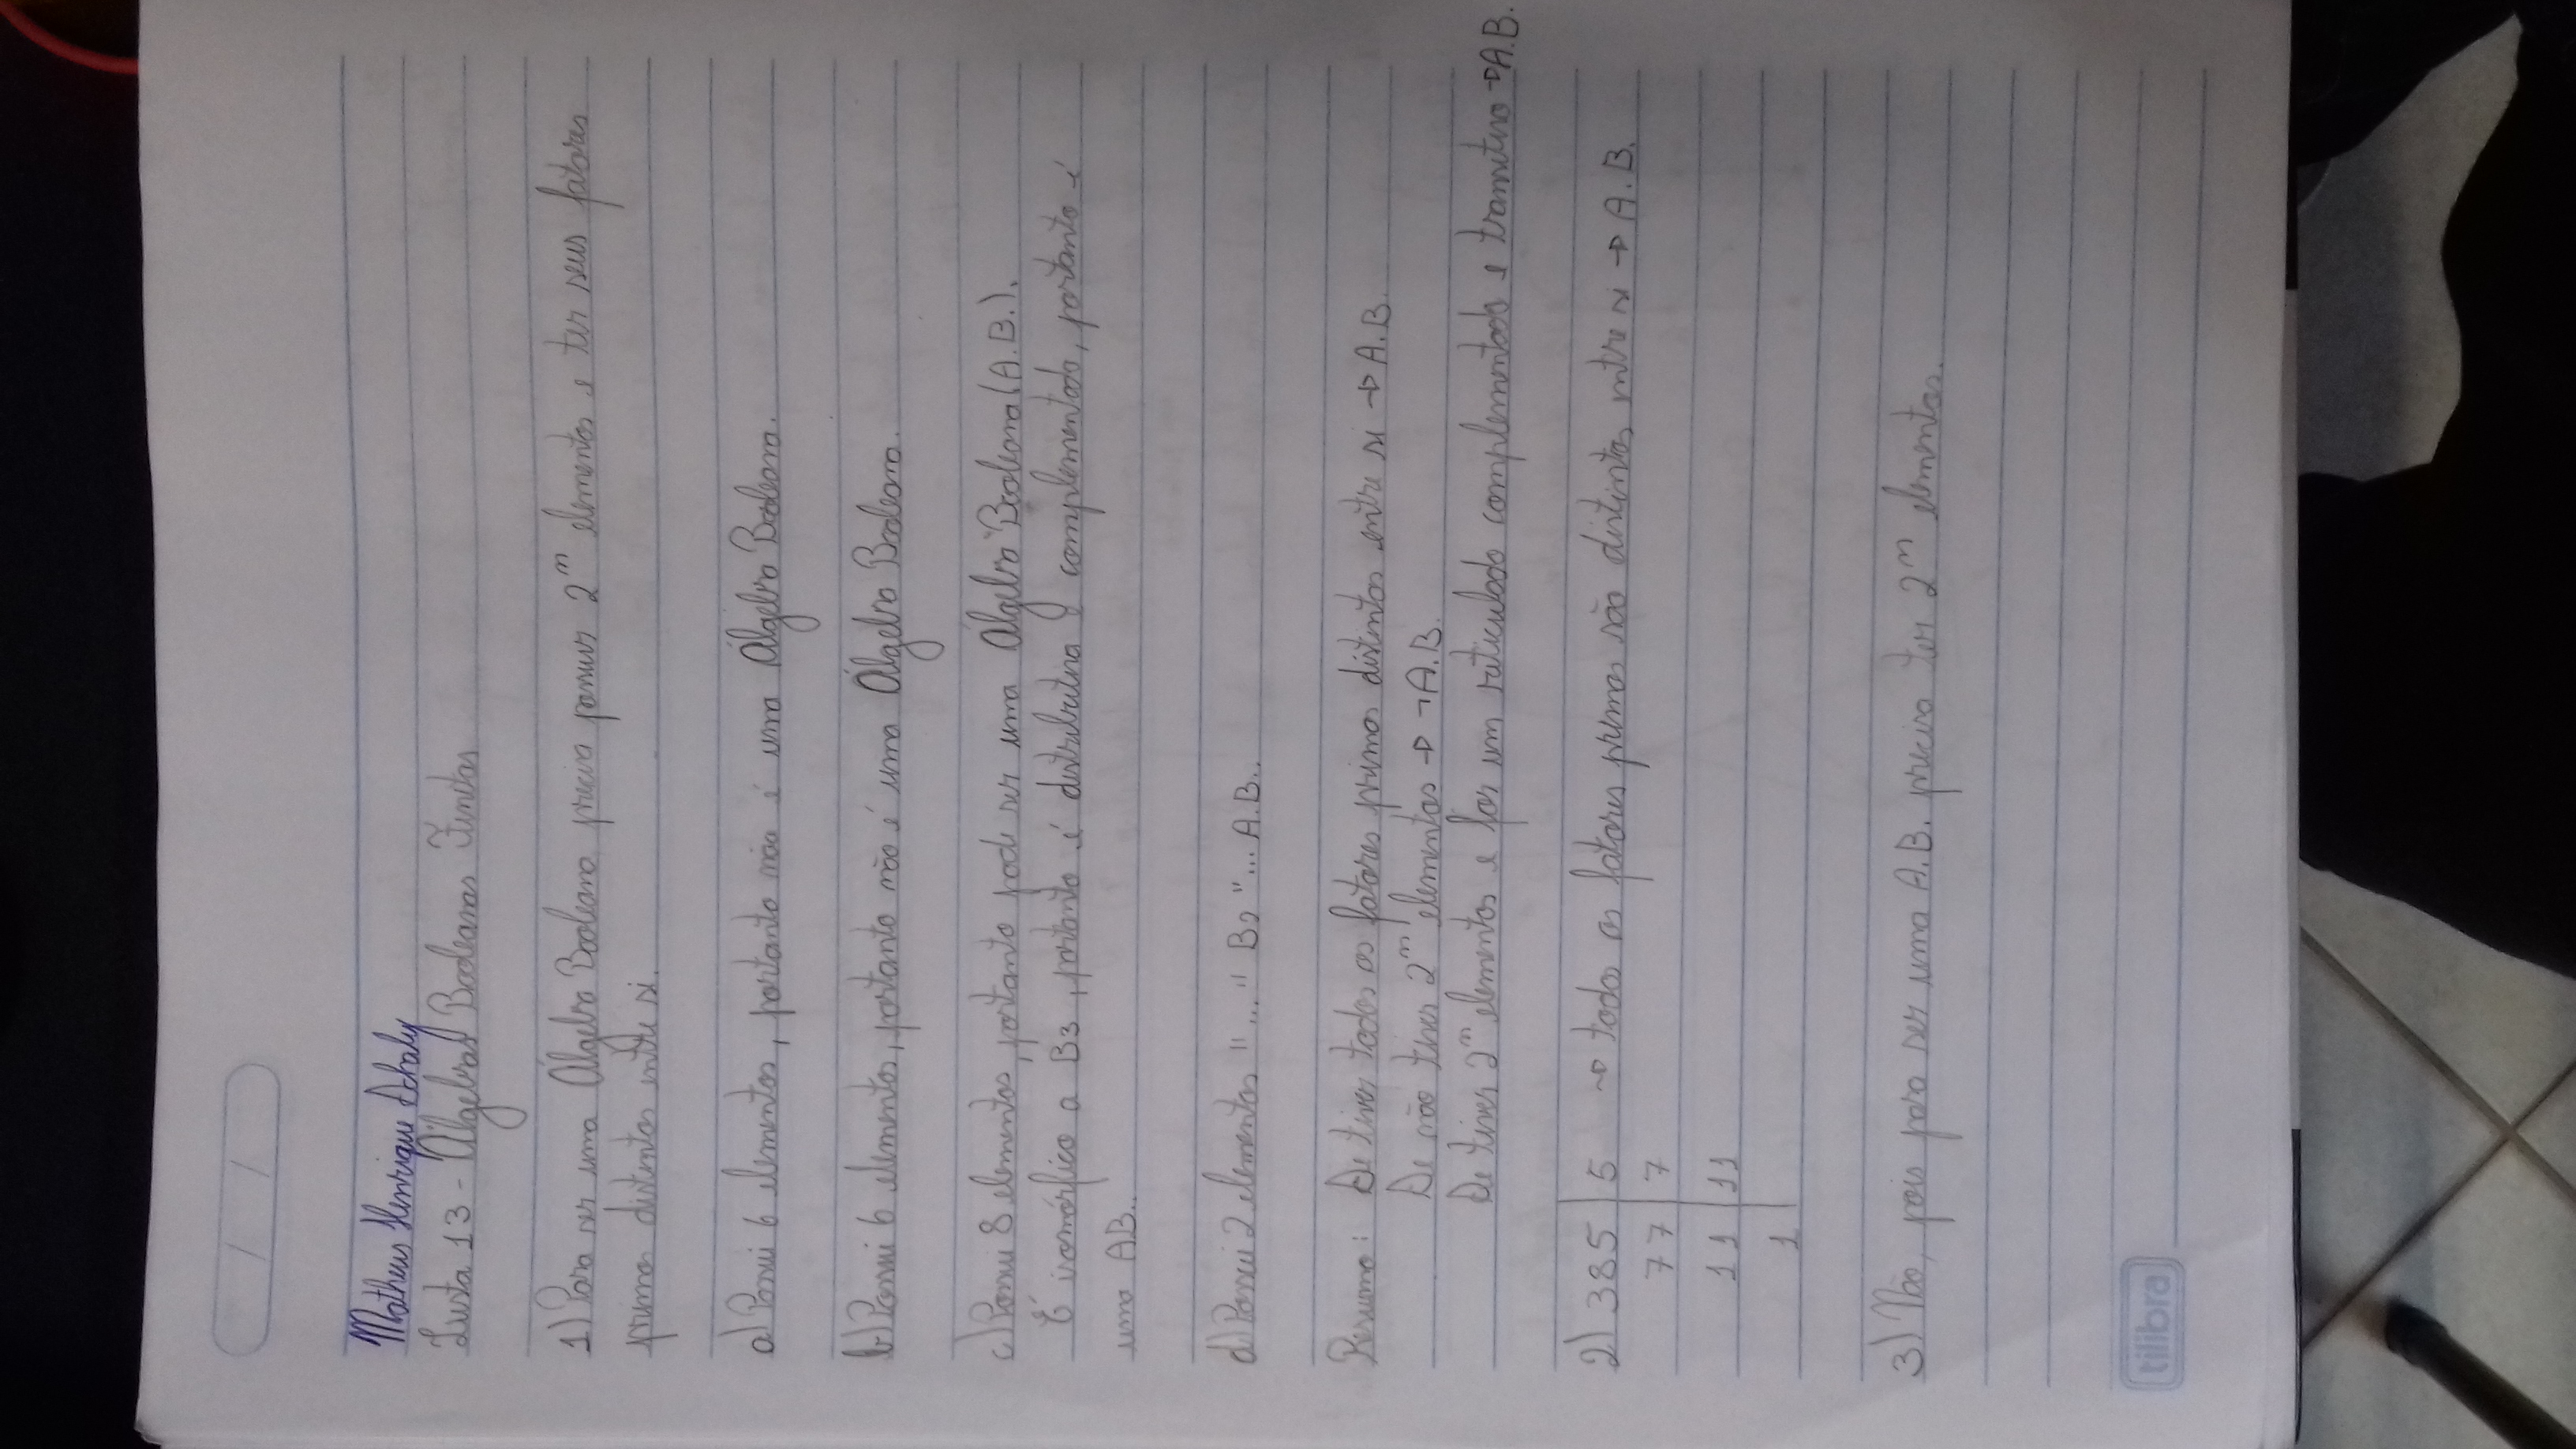 Matheus Henrique Schaly
Lista 13 - Álgebras Booleanas Finitas
1) Para ser uma Álgebra Booleana precisa possuir 2^n elementos e ter seus fatores
primos distintos entre si.
a) Possui 6 elementos, portanto não é uma Álgebra Booleana.
b) Possui 6 elementos, portanto não é uma Álgebra Booleana.
c) Possui 8 elementos, portanto pode ser uma Álgebra Booleana (A.B.).
É isomórfico a B3, portanto é distributiva e complementado, portanto é
uma AB..
d) Possui 2 elementos "..." B2 "... A.B..
Resumo: Se tiver todos os fatores primos distintos entre si → A.B.
Se não tiver 2^n elementos → ¬A.B.
Se tiver 2^n elementos e for um reticulado complementado e transitivo → A.B.
2) 385 | 5 → todos os fatores primos são distintos entre si → A.B.
77 | 7
11 | 11
1
3) Não, pois para ser uma A.B. precisa ter 2^n elementos.
tilibra